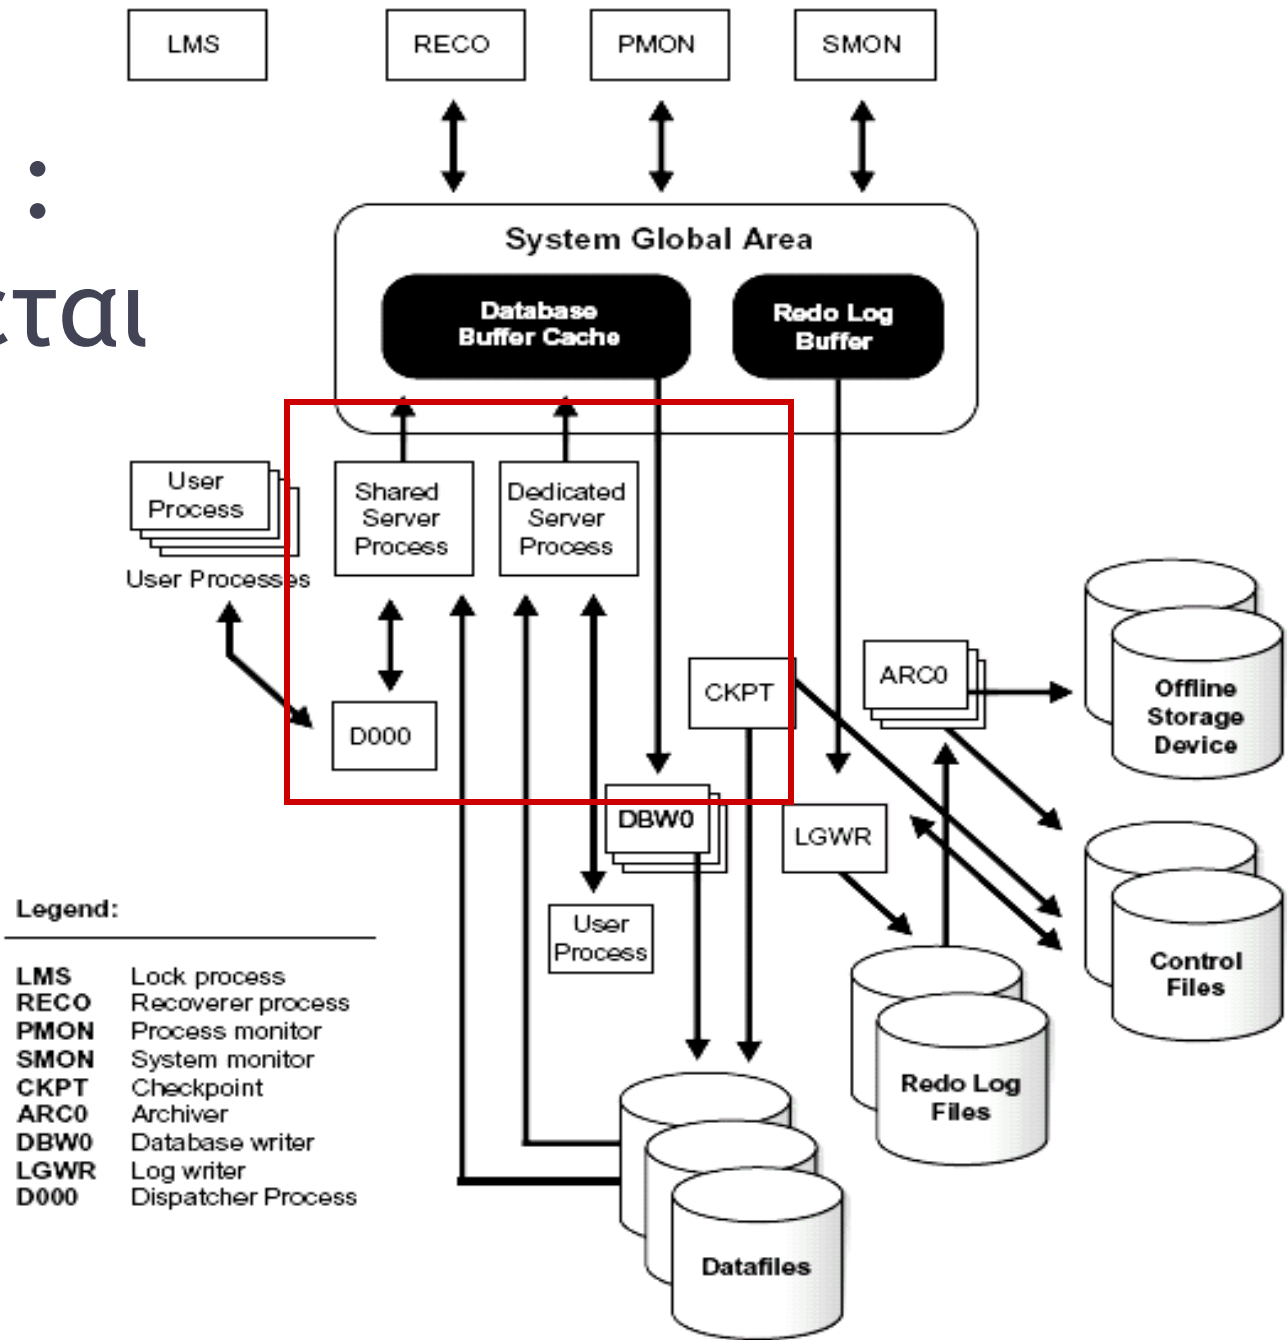 LMS
RECO
PMON
SMON
:
εται
System Global Area
Database
Buffer Cache
Redo Log
Buffer
User
Process
User Processes
Shared
Server
Process
Dedicated
Server
Process
D000
CKPT
ARC0
Offline
Storage
Device
DBW0
LGWR
User
Process
Control
Files
Redo Log
Files
Datafiles
Legend:
LMS Lock process
RECO Recoverer process
PMON Process monitor
SMON System monitor
CKPT Checkpoint
ARC0 Archiver
DBW0 Database writer
LGWR Log writer
D000 Dispatcher Process